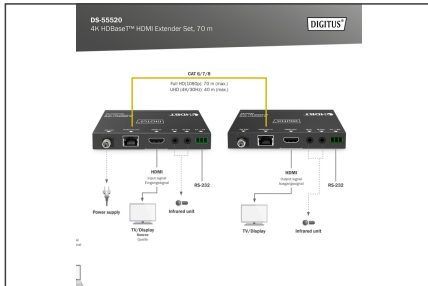 DS-55520
4K HDBaseT™ HDMI Extender Set, 70 m
DIGITUS®
CAT 6/7/8
Full HD(1080p): 70 m (max.)
UHD (4K/30Hz): 40 m (max.)
HDMI
Input signal
Eingangssignal
RS-232
HDMI
Output signal
Ausgangssignal
RS-232
Power supply
TV/Display
Source
Quelle
Infrared unit
TV/Display
Infrared unit